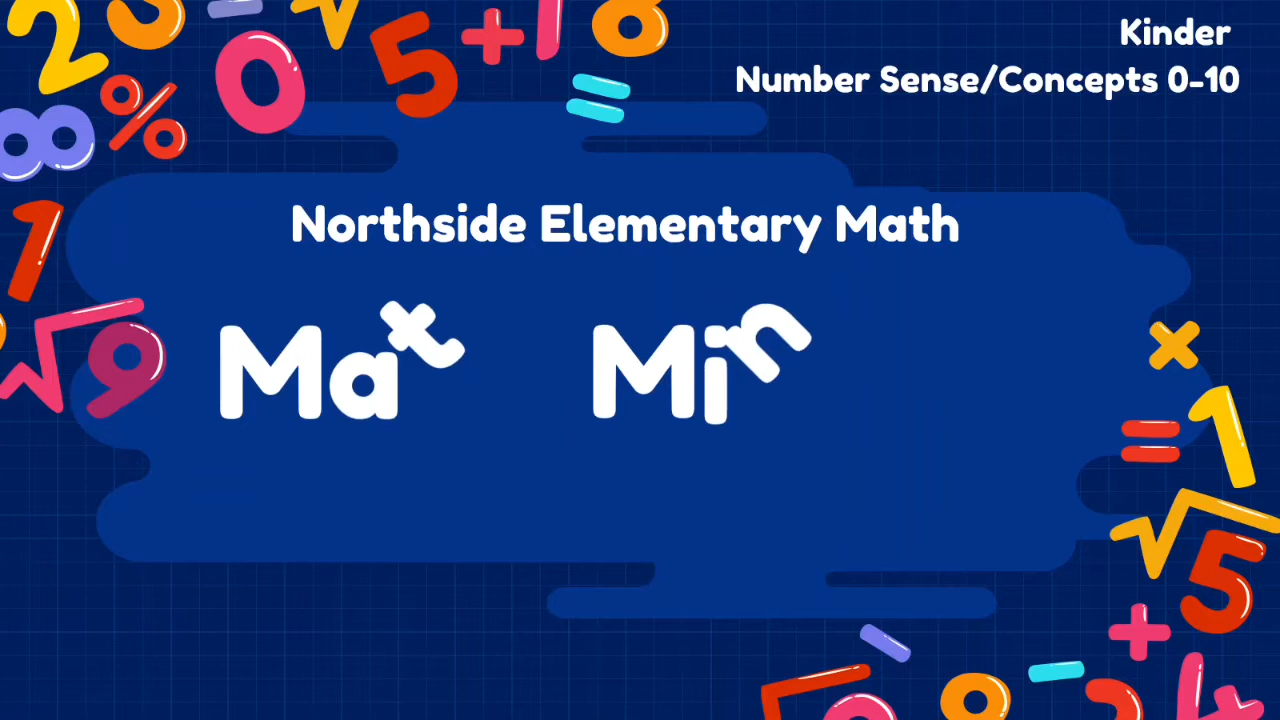 Kinder
Number Sense/Concepts 0-10
Northside Elementary Math
Mat Min